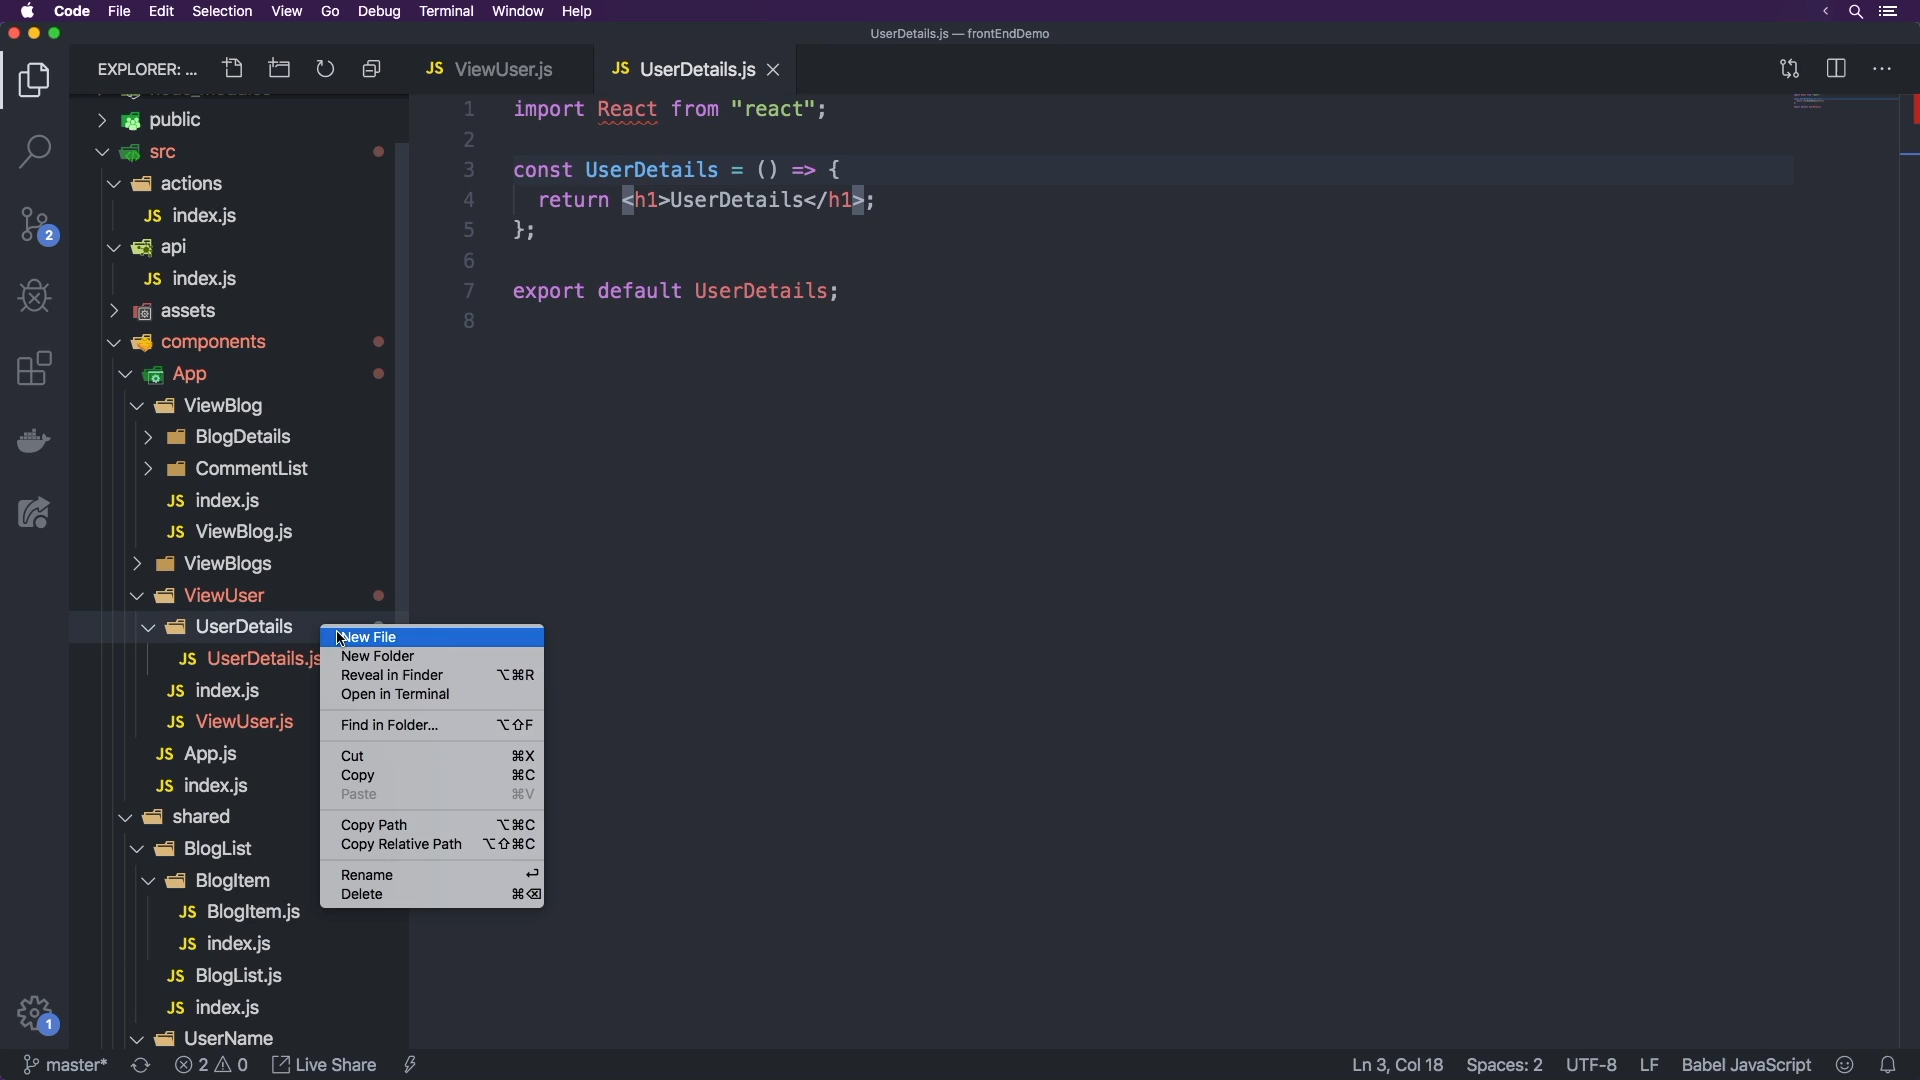 Code File Edit Selection View Go Debug Terminal Window Help
UserDetails.js — frontEndDemo
EXPLORER: ...
JS ViewUser.js
JS UserDetails.js
public
src
actions
JS index.js
api
JS index.js
assets
components
App
ViewBlog
BlogDetails
CommentList
JS index.js
JS ViewBlog.js
ViewBlogs
ViewUser
UserDetails
JS UserDetails.js
JS index.js
JS ViewUser.js
JS App.js
JS index.js
shared
BlogList
BlogItem
JS BlogItem.js
JS index.js
JS BlogList.js
JS index.js
UserName
2
1
1 import React from "react";
2
3 const UserDetails = () => {
4 return <h1>UserDetails</h1>;
5 };
6
7 export default UserDetails;
8
New File
New Folder
Reveal in Finder ⌥⌘R
Open in Terminal
Find in Folder... ⌥⇧F
Cut ⌘X
Copy ⌘C
Paste ⌘V
Copy Path ⌥⌘C
Copy Relative Path ⌥⇧⌘C
Rename ↩
Delete ⌘⌫
master* 2 0 Live Share
Ln 3, Col 18 Spaces: 2 UTF-8 LF Babel JavaScript